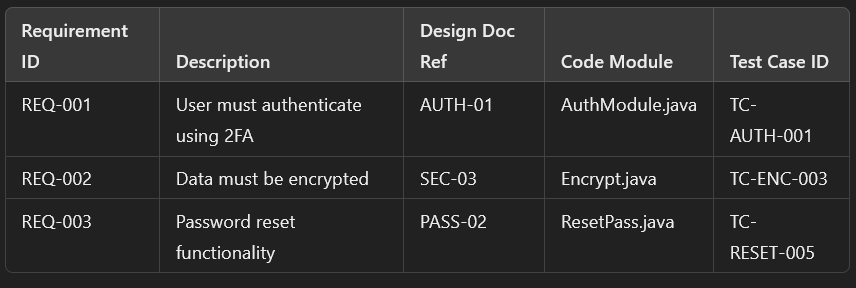 Requirement ID Description Design Doc Ref Code Module Test Case ID
REQ-001 User must authenticate using 2FA AUTH-01 AuthModule.java TC-AUTH-001
REQ-002 Data must be encrypted SEC-03 Encrypt.java TC-ENC-003
REQ-003 Password reset functionality PASS-02 ResetPass.java TC-RESET-005